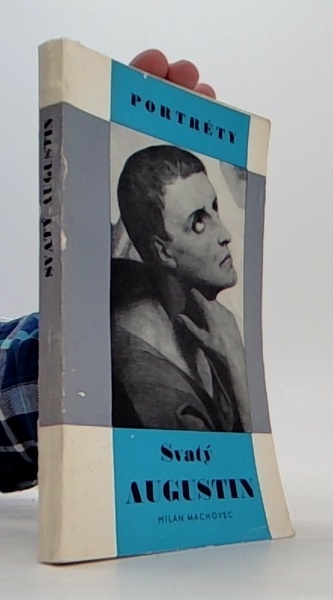 PORTRÉTY
SVATÝ AUGUSTIN
Svatý
AUGUSTIN
MILAN MACHOVEC